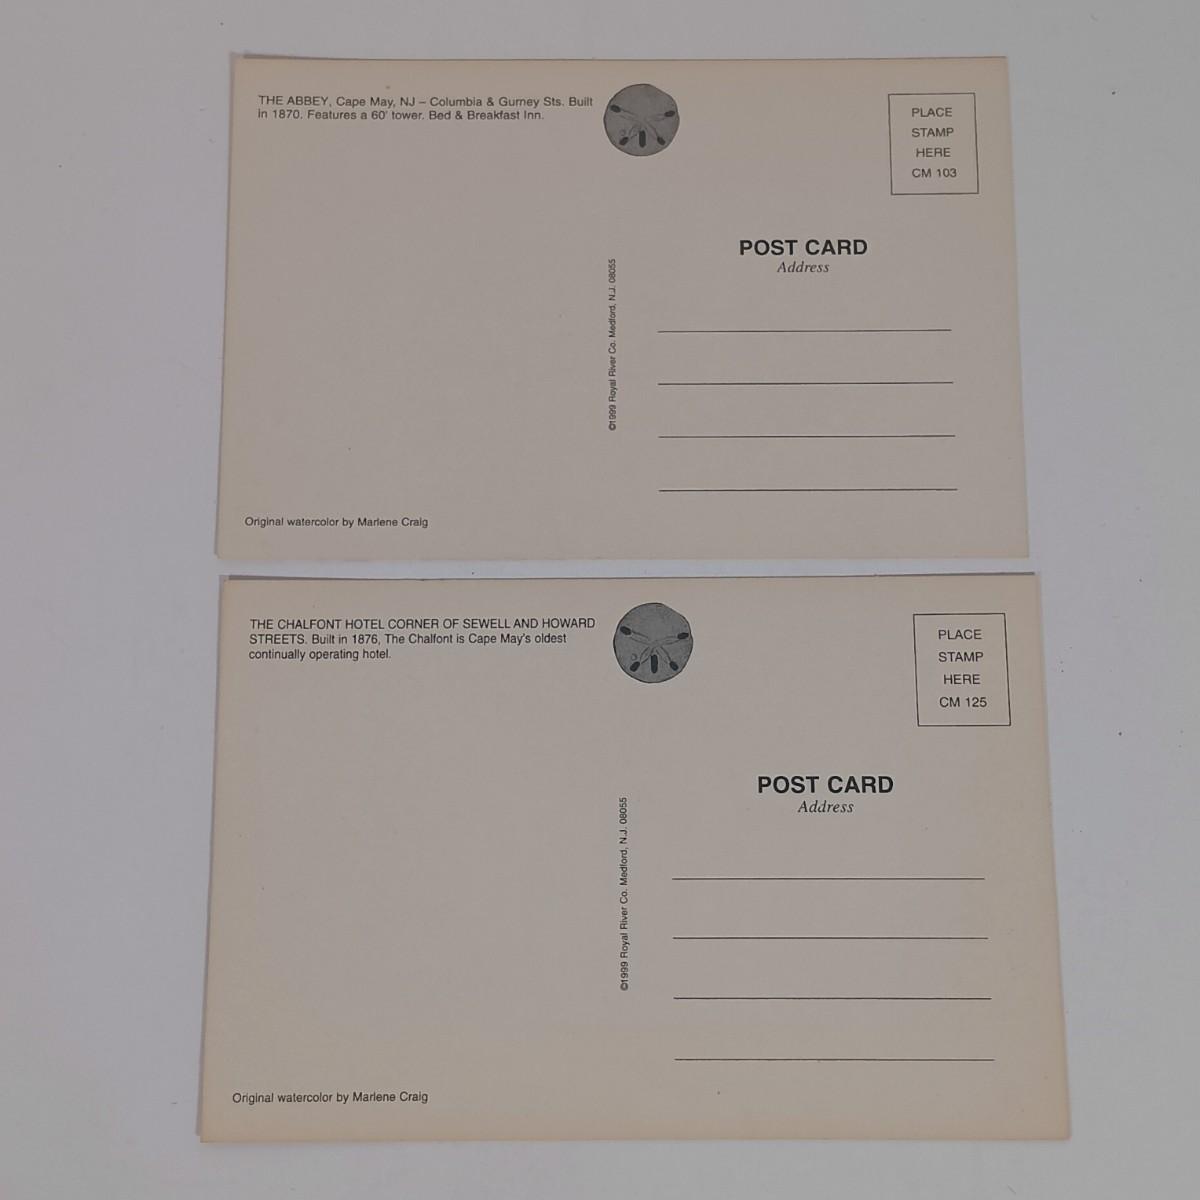 THE ABBEY, Cape May, NJ – Columbia & Gurney Sts. Built
in 1870. Features a 60' tower. Bed & Breakfast Inn.
PLACE
STAMP
HERE
CM 103
POST CARD
Address
©1999 Royal River Co. Medford, N.J. 08055
Original watercolor by Marlene Craig
THE CHALFONT HOTEL CORNER OF SEWELL AND HOWARD
STREETS. Built in 1876, The Chalfont is Cape May's oldest
continually operating hotel.
PLACE
STAMP
HERE
CM 125
POST CARD
Address
©1999 Royal River Co. Medford, N.J. 08055
Original watercolor by Marlene Craig